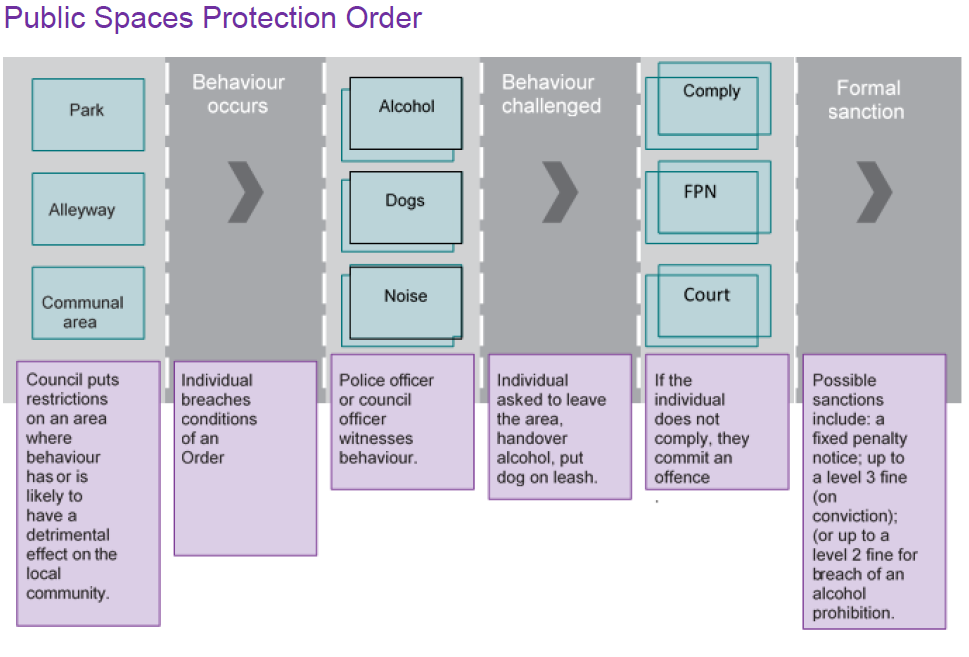 Public Spaces Protection Order
Park
Alleyway
Communal
area
Behaviour
occurs
Alcohol
Dogs
Noise
Behaviour
challenged
Comply
FPN
Court
Formal
sanction
Council puts
restrictions
on an area
where
behaviour
has or is
likely to
have a
detrimental
effect on the
local
community.
Individual
breaches
conditions
of an
Order
Police officer
or council
officer
witnesses
behaviour.
Individual
asked to leave
the area,
handover
alcohol, put
dog on leash.
If the
individual
does not
comply, they
commit an
offence
.
Possible
sanctions
include: a
fixed penalty
notice; up to
a level 3 fine
(on
conviction);
(or up to a
level 2 fine for
breach of an
alcohol
prohibition.